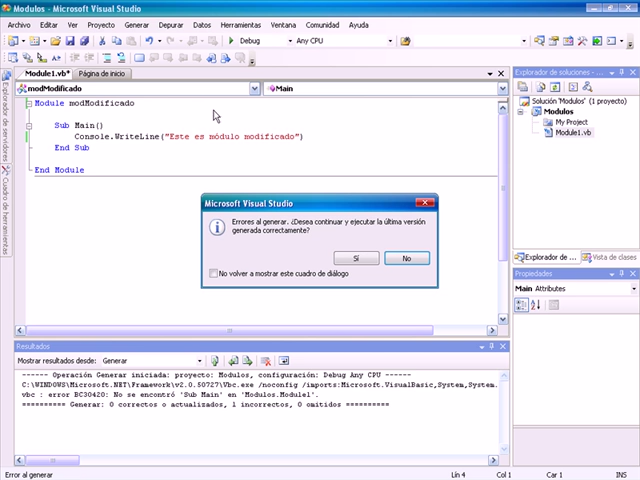 Modulos - Microsoft Visual Studio
Archivo Editar Ver Proyecto Generar Depurar Datos Herramientas Ventana Comunidad Ayuda
Debug Any CPU
Module1.vb* Página de inicio
modModificado Main
Module modModificado
Sub Main()
Console.WriteLine("Este es módulo modificado")
End Sub
End Module
Explorador de servidores
Cuadro de herramientas
Microsoft Visual Studio
Errores al generar. ¿Desea continuar y ejecutar la última versión
generada correctamente?
Sí No
No volver a mostrar este cuadro de diálogo
Explorador de soluciones - ...
Solución 'Modulos' (1 proyecto)
Modulos
My Project
Module1.vb
Explorador de ... Vista de clases
Propiedades
Main Attributes
Resultados
Mostrar resultados desde: Generar
------ Operación Generar iniciada: proyecto: Modulos, configuración: Debug Any CPU ------
C:\WINDOWS\Microsoft.NET\Framework\v2.0.50727\Vbc.exe /noconfig /imports:Microsoft.VisualBasic,System,System.
vbc : error BC30420: No se encontró 'Sub Main' en 'Modulos.Module1'.
========== Generar: 0 correctos o actualizados, 1 incorrectos, 0 omitidos ==========
Error al generar Lín 4 Col 1 Car 1 INS